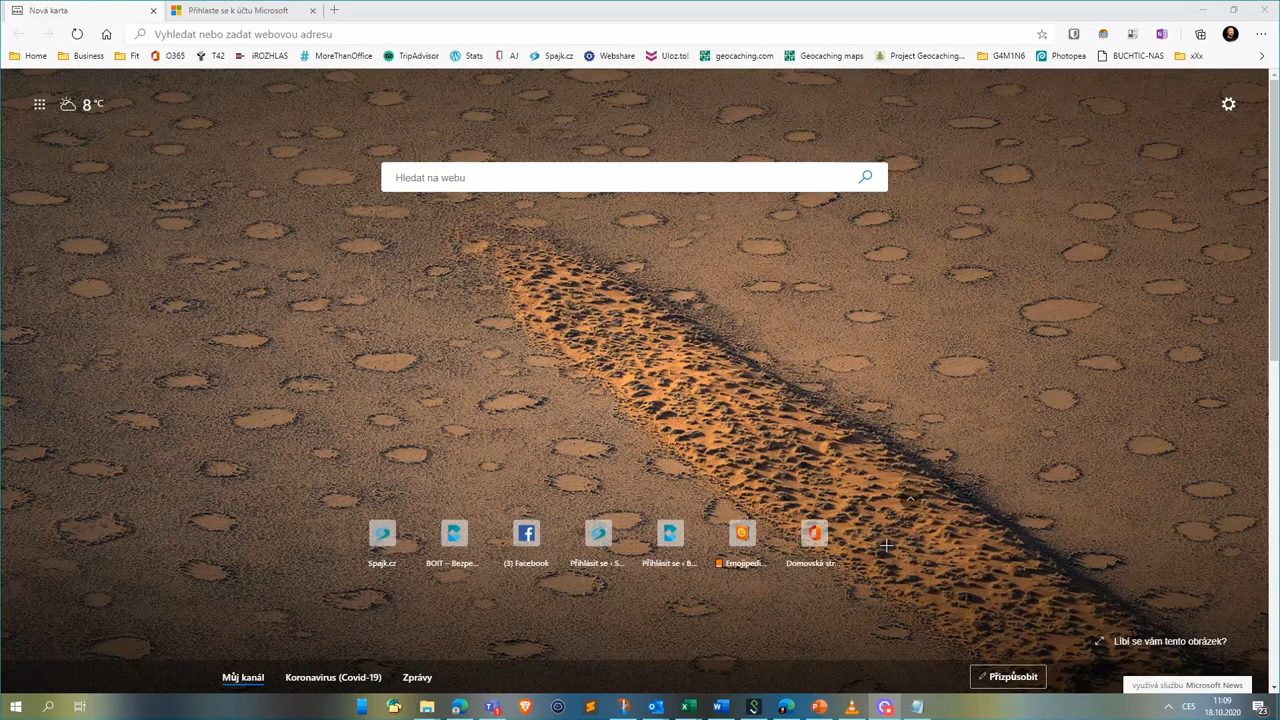 Nová karta
Přihlaste se k účtu Microsoft
Vyhledat nebo zadat webovou adresu
Home
Business
Fit
O365
T42
iROZHLAS
MoreThanOffice
TripAdvisor
Stats
AJ
Spajk.cz
Webshare
Uloz.to!
geocaching.com
Geocaching maps
Project Geocaching...
G4M1N6
Photopea
BUCHTIC-NAS
xXx
8 °C
Hledat na webu
Spajk.cz
BOIT – Bezpe...
(3) Facebook
Přihlásit se ‹ S...
Přihlásit se ‹ B...
Emojipedi...
Domovská str...
Líbí se vám tento obrázek?
Můj kanál
Koronavirus (Covid-19)
Zprávy
Přizpůsobit
využívá službu Microsoft News
CES
11:09
18.10.2020
23